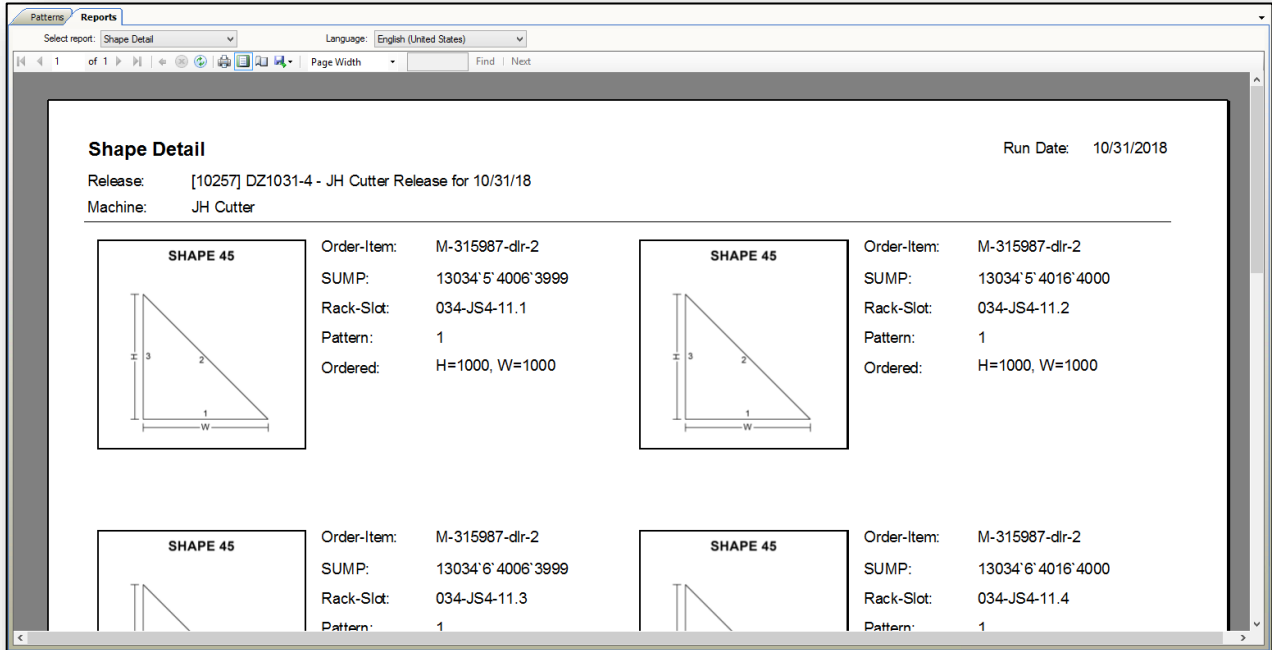 Patterns Reports
Select report: Shape Detail Language: English (United States)
1 of 1 Page Width Find | Next
Shape Detail Run Date: 10/31/2018
Release: [10257] DZ1031-4 - JH Cutter Release for 10/31/18
Machine: JH Cutter
SHAPE 45
H
3
2
1
W
Order-Item: M-315987-dlr-2
SUMP: 13034`5`4006`3999
Rack-Slot: 034-JS4-11.1
Pattern: 1
Ordered: H=1000, W=1000
SHAPE 45
H
3
2
1
W
Order-Item: M-315987-dlr-2
SUMP: 13034`5`4016`4000
Rack-Slot: 034-JS4-11.2
Pattern: 1
Ordered: H=1000, W=1000
SHAPE 45
Order-Item: M-315987-dlr-2
SUMP: 13034`6`4006`3999
Rack-Slot: 034-JS4-11.3
Pattern: 1
SHAPE 45
Order-Item: M-315987-dlr-2
SUMP: 13034`6`4016`4000
Rack-Slot: 034-JS4-11.4
Pattern: 1